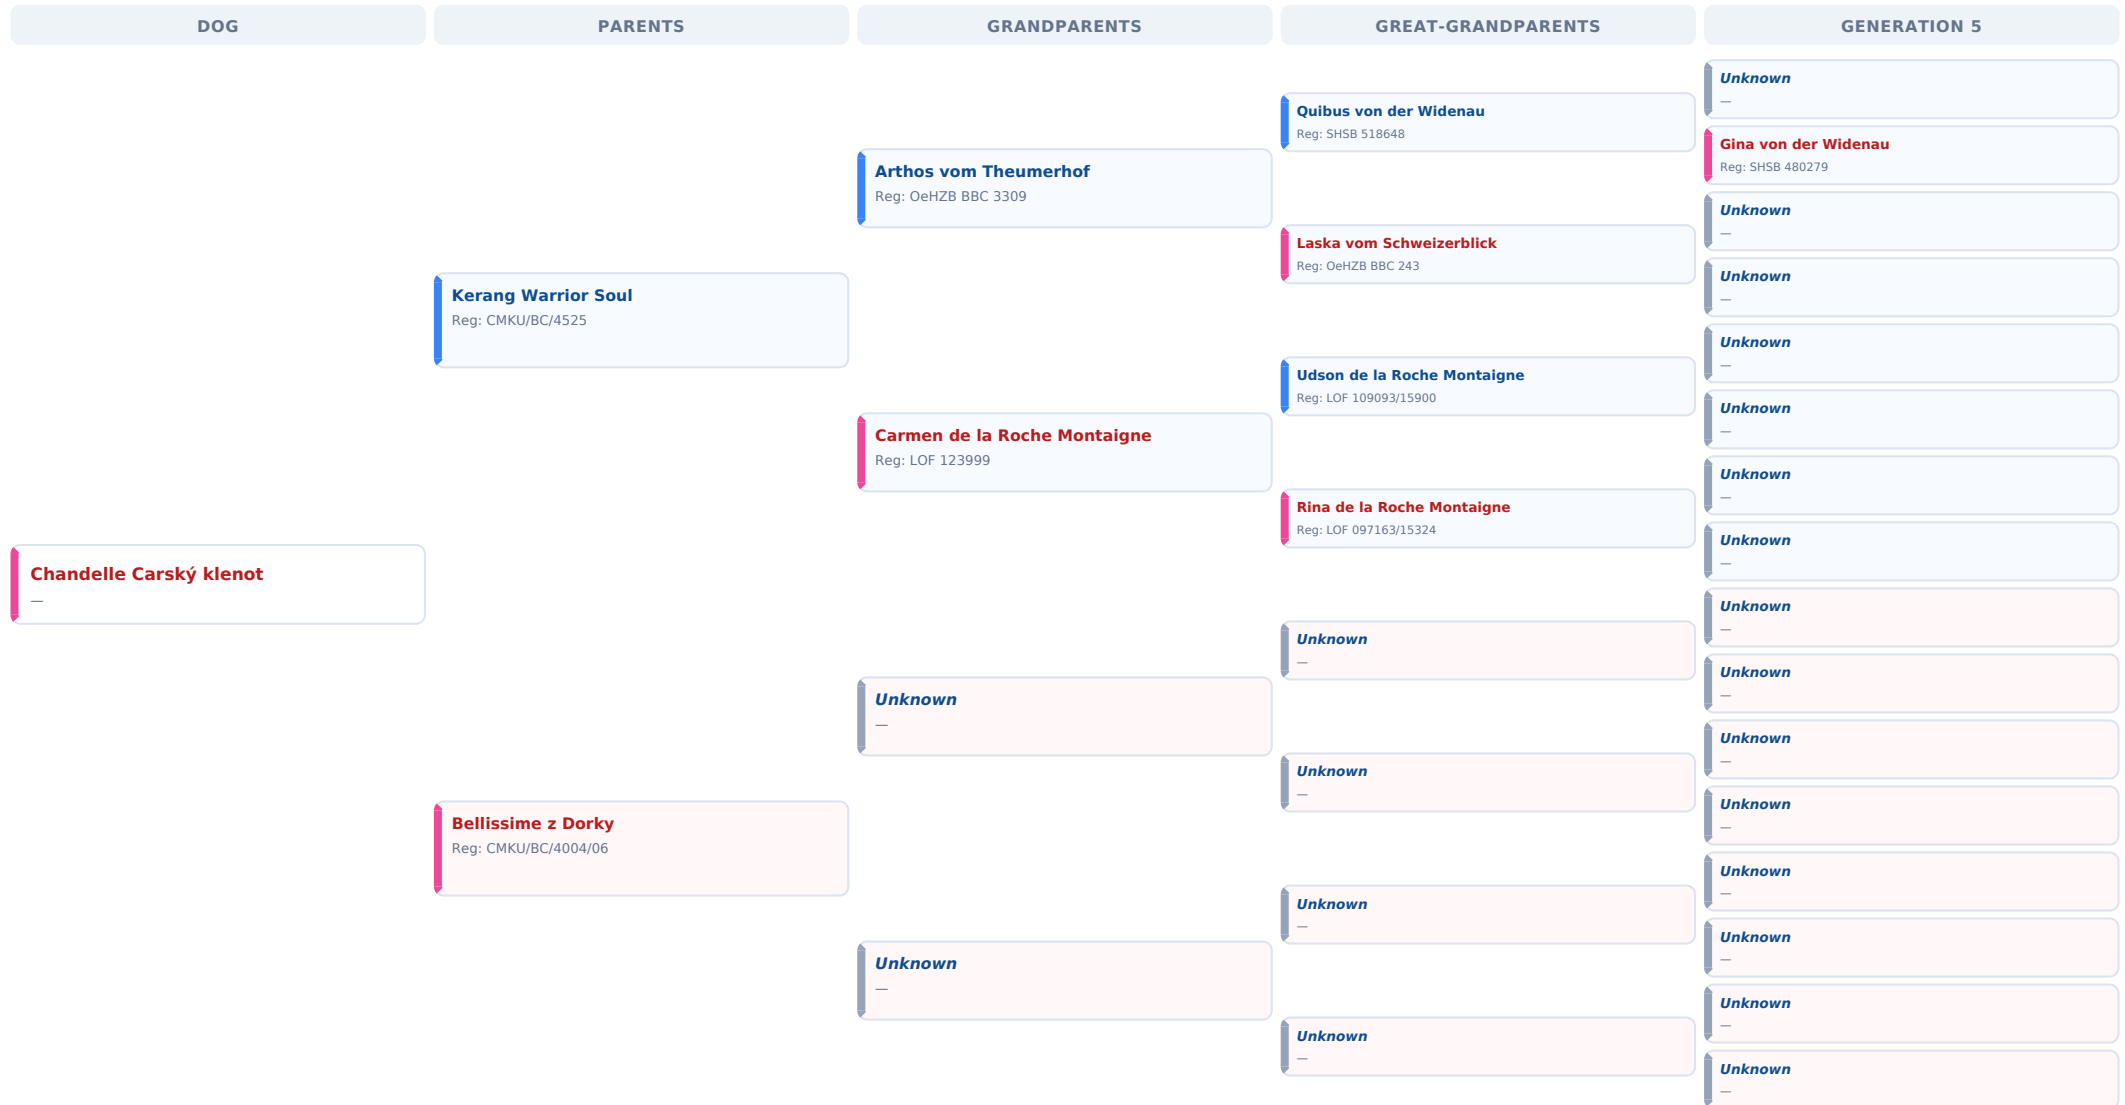 DOG
PARENTS
GRANDPARENTS
GREAT-GRANDPARENTS
GENERATION 5
Chandelle Carský klenot
—
Kerang Warrior Soul
Reg: CMKU/BC/4525
Bellissime z Dorky
Reg: CMKU/BC/4004/06
Arthos vom Theumerhof
Reg: OeHZB BBC 3309
Carmen de la Roche Montaigne
Reg: LOF 123999
Unknown
—
Unknown
—
Quibus von der Widenau
Reg: SHSB 518648
Laska vom Schweizerblick
Reg: OeHZB BBC 243
Udson de la Roche Montaigne
Reg: LOF 109093/15900
Rina de la Roche Montaigne
Reg: LOF 097163/15324
Unknown
—
Unknown
—
Unknown
—
Unknown
—
Unknown
—
Gina von der Widenau
Reg: SHSB 480279
Unknown
—
Unknown
—
Unknown
—
Unknown
—
Unknown
—
Unknown
—
Unknown
—
Unknown
—
Unknown
—
Unknown
—
Unknown
—
Unknown
—
Unknown
—
Unknown
—